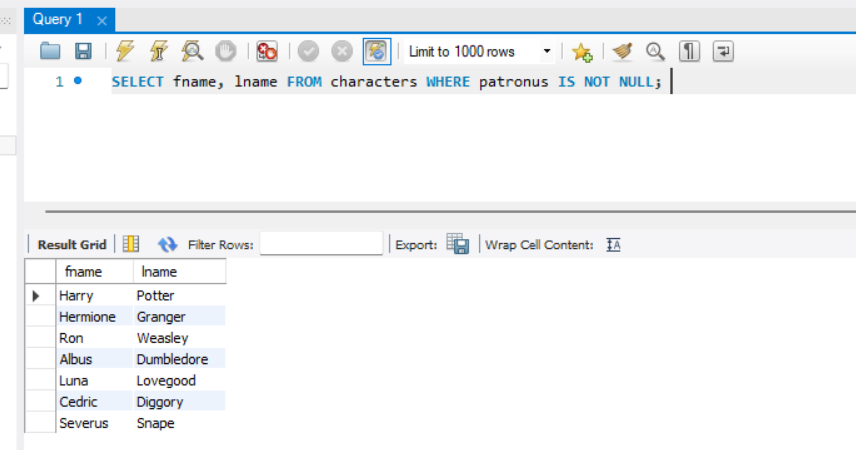 Query 1
Limit to 1000 rows
1 SELECT fname, lname FROM characters WHERE patronus IS NOT NULL;
Result Grid Filter Rows: Export: Wrap Cell Content:
fname lname
Harry Potter
Hermione Granger
Ron Weasley
Albus Dumbledore
Luna Lovegood
Cedric Diggory
Severus Snape